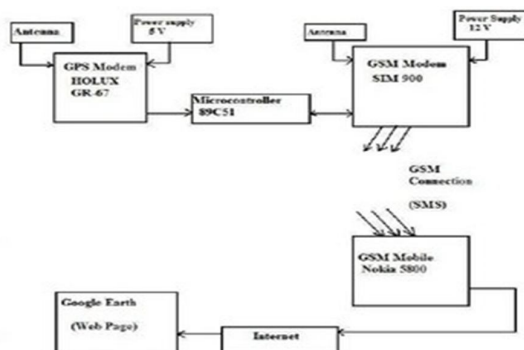 Antenna
Power supply
5 V
Antenna
Power Supply
12 V
GPS Modem
HOLUX
GR-67
GSM Modem
SIM 900
Microcontroller
89C51
GSM
Connection
(SMS)
GSM Mobile
Nokia 5800
Google Earth
(Web Page)
Internet